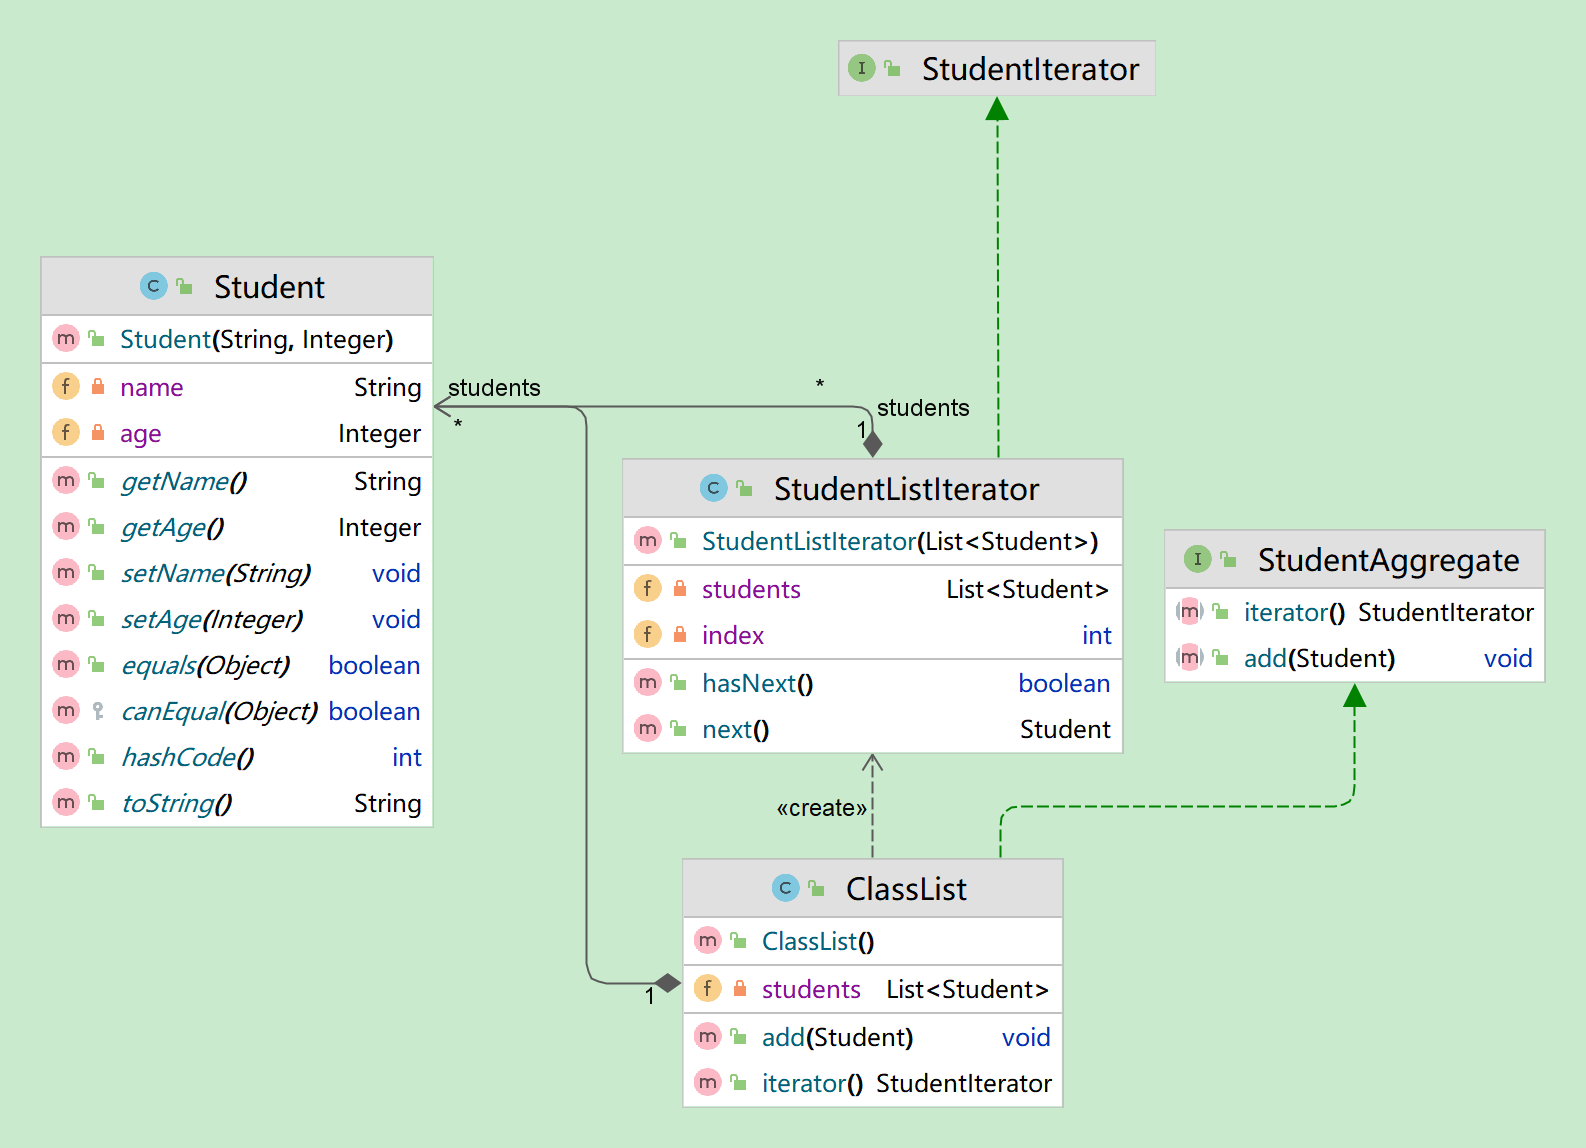 StudentIterator
Student
Student(String, Integer)
name String
age Integer
getName() String
getAge() Integer
setName(String) void
setAge(Integer) void
equals(Object) boolean
canEqual(Object) boolean
hashCode() int
toString() String
students
*
*
students
1
StudentListIterator
StudentListIterator(List<Student>)
students List<Student>
index int
hasNext() boolean
next() Student
StudentAggregate
iterator() StudentIterator
add(Student) void
«create»
1
ClassList
ClassList()
students List<Student>
add(Student) void
iterator() StudentIterator